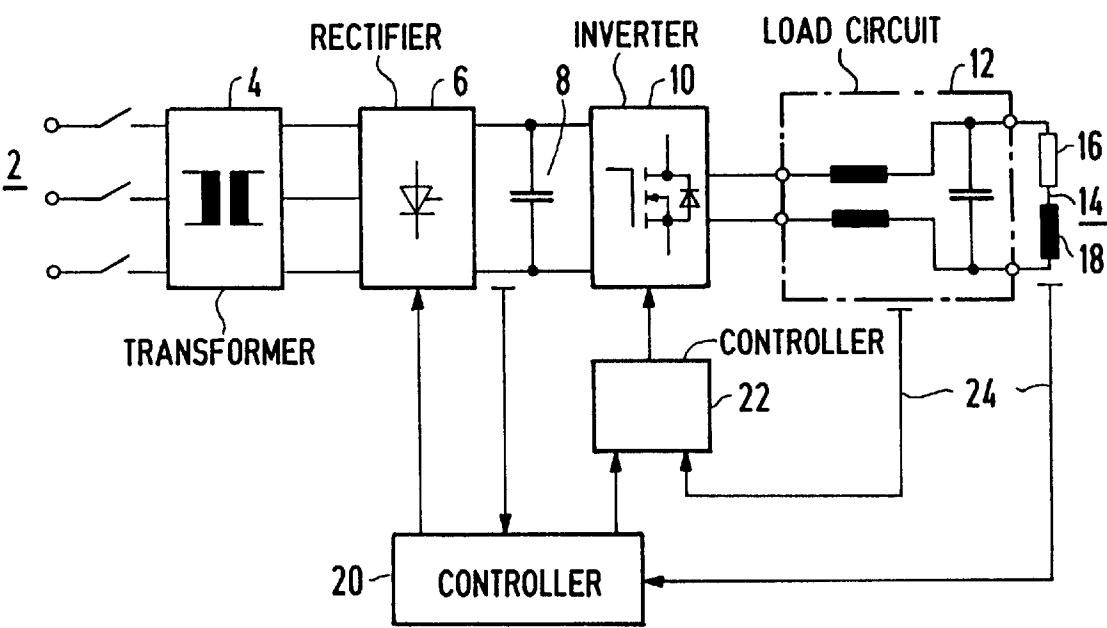 RECTIFIER
INVERTER
LOAD CIRCUIT
4
6
8
10
12
2
16
14
18
TRANSFORMER
CONTROLLER
22
24
20
CONTROLLER